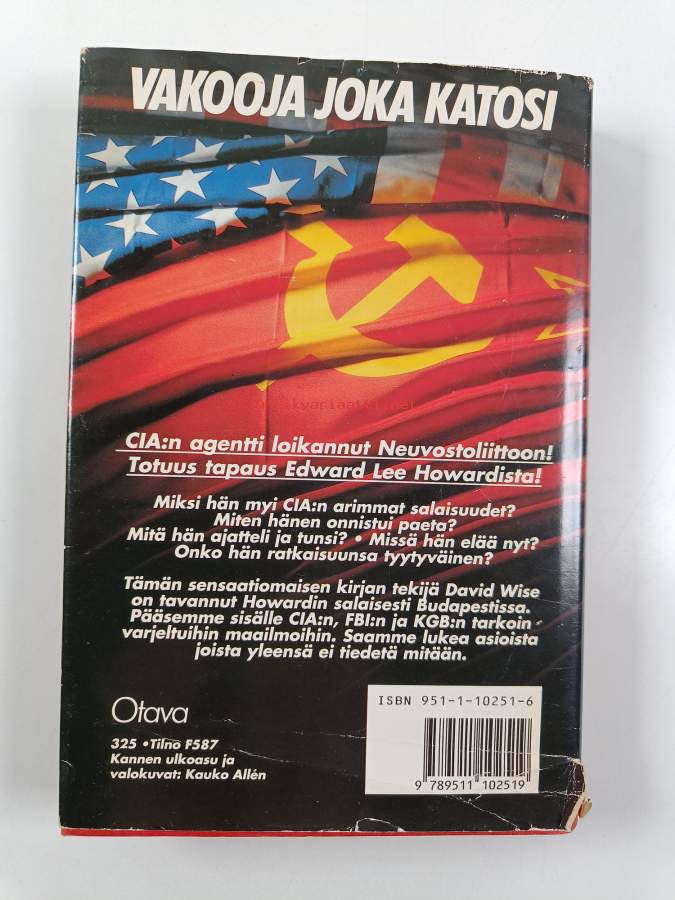 VAKOOJA JOKA KATOSI
CIA:n agentti loikannut Neuvostoliittoon!
Totuus tapaus Edward Lee Howardista!
Miksi hän myi CIA:n arimmat salaisuudet?
Miten hänen onnistui paeta?
Mitä hän ajatteli ja tunsi? • Missä hän elää nyt?
Onko hän ratkaisuunsa tyytyväinen?
Tämän sensaatiomaisen kirjan tekijä David Wise
on tavannut Howardin salaisesti Budapestissa.
Pääsemme sisälle CIA:n, FBI:n ja KGB:n tarkoin
varjeltuihin maailmoihin. Saamme lukea asioista
joista yleensä ei tiedetä mitään.
ISBN 951-1-10251-6
Otava
325 • Tilno F587
Kannen ulkoasu ja
valokuvat: Kauko Allén
9 789511 102519